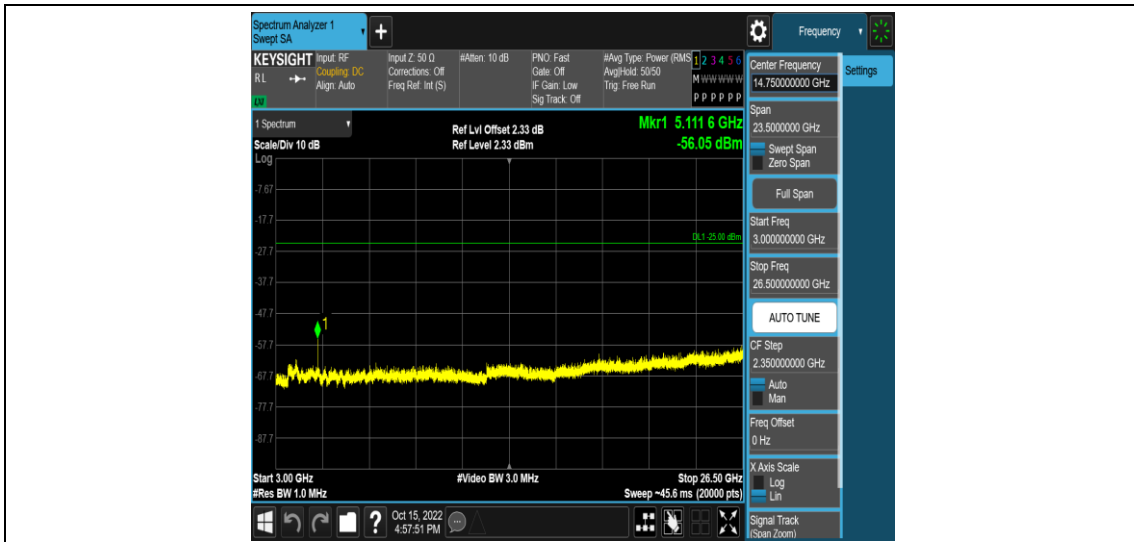 Spectrum Analyzer 1
Swept SA
+
Frequency
KEYSIGHT
RL
LXI
Input: RF
Coupling: DC
Align: Auto
Input Z: 50 Ω
Corrections: Off
Freq Ref: Int (S)
#Atten: 10 dB
PNO: Fast
Gate: Off
IF Gain: Low
Sig Track: Off
#Avg Type: Power (RMS
Avg|Hold: 50/50
Trig: Free Run
1 2 3 4 5 6
M W W W W W
P P P P P P
1 Spectrum
Scale/Div 10 dB
Log
Ref Lvl Offset 2.33 dB
Ref Level 2.33 dBm
Mkr1 5.111 6 GHz
-56.05 dBm
-7.67
-17.7
DL1 -25.00 dBm
-27.7
-37.7
-47.7
1
-57.7
-67.7
-77.7
-87.7
Start 3.00 GHz
#Res BW 1.0 MHz
#Video BW 3.0 MHz
Stop 26.50 GHz
Sweep ~45.6 ms (20000 pts)
?
Oct 15, 2022
4:57:51 PM
Center Frequency
14.750000000 GHz
Settings
Span
23.5000000 GHz
Swept Span
Zero Span
Full Span
Start Freq
3.000000000 GHz
Stop Freq
26.500000000 GHz
AUTO TUNE
CF Step
2.350000000 GHz
Auto
Man
Freq Offset
0 Hz
X Axis Scale
Log
Lin
Signal Track
(Span Zoom)